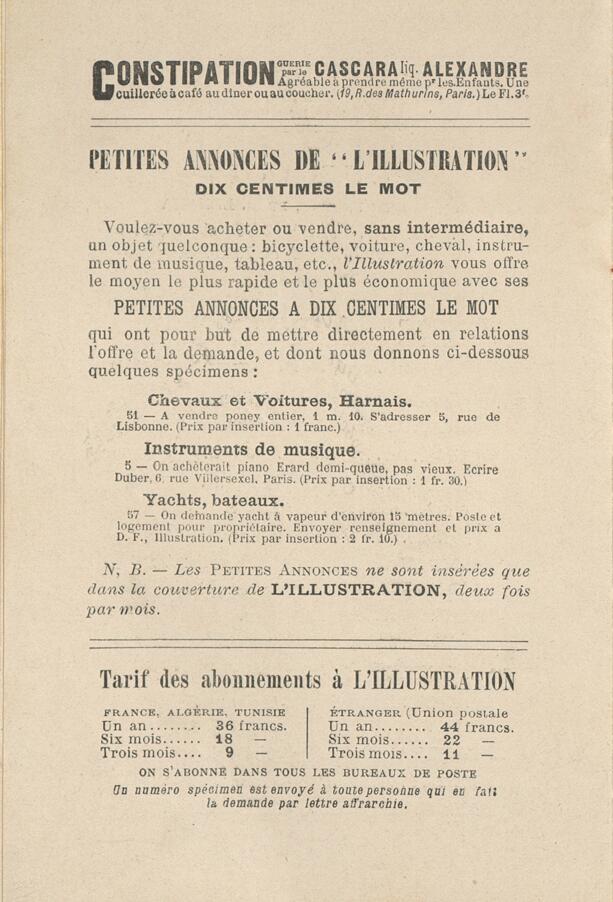 CONSTIPATION GUERIE par le CASCARA liq. ALEXANDRE
Agréable à prendre même pr les Enfants. Une
cuillerée à café au dîner ou au coucher. (19, R. des Mathurins, Paris.) Le Fl. 3f.
PETITES ANNONCES DE "L'ILLUSTRATION"
DIX CENTIMES LE MOT
Voulez-vous acheter ou vendre, sans intermédiaire,
un objet quelconque : bicyclette, voiture, cheval, instru-
ment de musique, tableau, etc., l'Illustration vous offre
le moyen le plus rapide et le plus économique avec ses
PETITES ANNONCES A DIX CENTIMES LE MOT
qui ont pour but de mettre directement en relations
l'offre et la demande, et dont nous donnons ci-dessous
quelques spécimens :
Chevaux et Voitures, Harnais.
51 — A vendre poney entier, 1 m. 10. S'adresser 5, rue de
Lisbonne. (Prix par insertion : 1 franc.)
Instruments de musique.
5 — On achèterait piano Erard demi-queue, pas vieux. Ecrire
Duber, 6, rue Villersexel, Paris. (Prix par insertion : 1 fr. 30.)
Yachts, bateaux.
57 — On demande yacht à vapeur d'environ 15 mètres. Poste et
logement pour propriétaire. Envoyer renseignement et prix a
D. F., Illustration. (Prix par insertion : 2 fr. 10.)
N. B. — Les PETITES ANNONCES ne sont insérées que
dans la couverture de L'ILLUSTRATION, deux fois
par mois.
Tarif des abonnements à L'ILLUSTRATION
FRANCE, ALGÉRIE, TUNISIE
Un an........ 36 francs.
Six mois..... 18 —
Trois mois.... 9 —
ÉTRANGER (Union postale
Un an........ 44 francs.
Six mois...... 22 —
Trois mois.... 11 —
ON S'ABONNE DANS TOUS LES BUREAUX DE POSTE
Un numéro spécimen est envoyé à toute personne qui en fait
la demande par lettre affranchie.